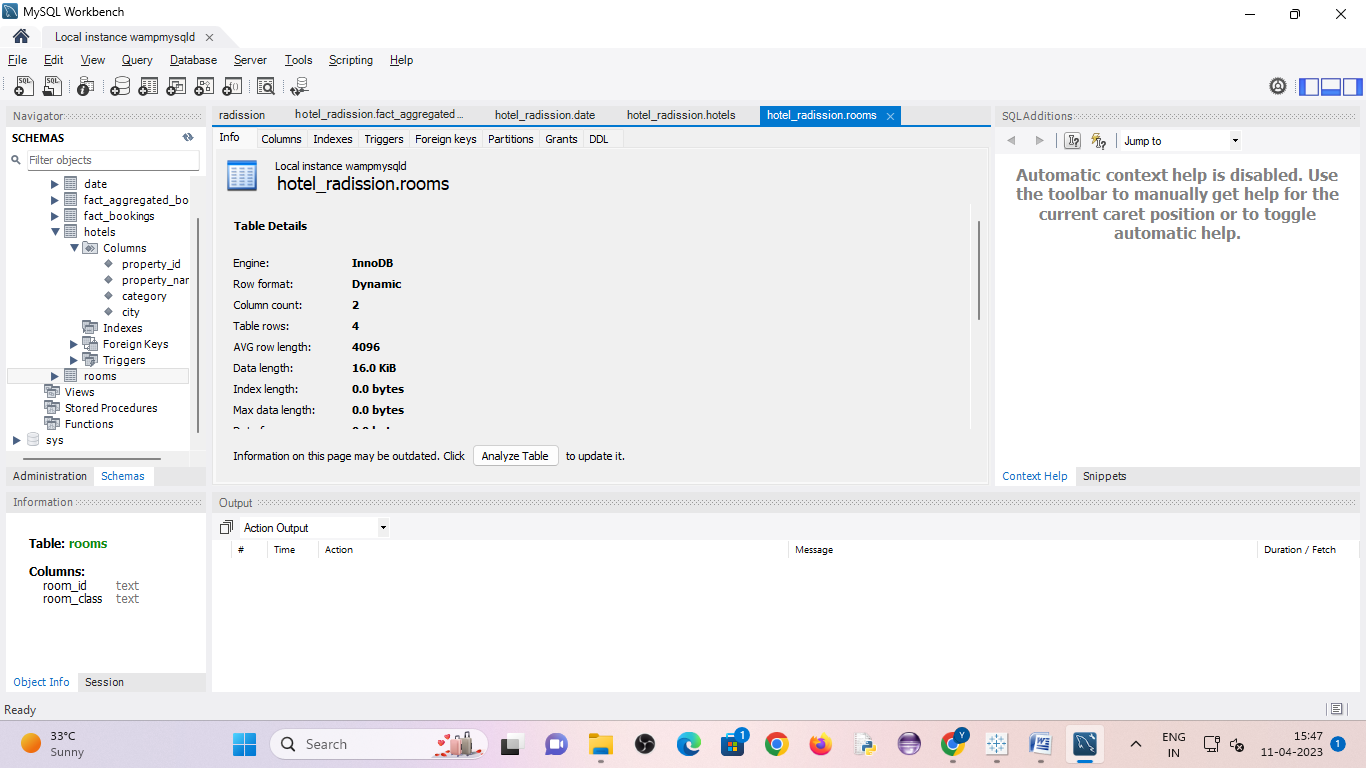 MySQL Workbench
Local instance wampmysqld
File Edit View Query Database Server Tools Scripting Help
Navigator
SCHEMAS
Filter objects
date
fact_aggregated_bo
fact_bookings
hotels
Columns
property_id
property_nar
category
city
Indexes
Foreign Keys
Triggers
rooms
Views
Stored Procedures
Functions
sys
Administration Schemas
Information
Table: rooms
Columns:
room_id text
room_class text
Object Info Session
radission hotel_radission.fact_aggregated... hotel_radission.date hotel_radission.hotels hotel_radission.rooms
Info Columns Indexes Triggers Foreign keys Partitions Grants DDL
Local instance wampmysqld
hotel_radission.rooms
Table Details
Engine: InnoDB
Row format: Dynamic
Column count: 2
Table rows: 4
AVG row length: 4096
Data length: 16.0 KiB
Index length: 0.0 bytes
Max data length: 0.0 bytes
Information on this page may be outdated. Click Analyze Table to update it.
SQLAdditions
Jump to
Automatic context help is disabled. Use
the toolbar to manually get help for the
current caret position or to toggle
automatic help.
Context Help Snippets
Output
Action Output
# Time Action Message Duration / Fetch
Ready
33°C
Sunny
Search
1
Y
ENG
IN
15:47
11-04-2023
1